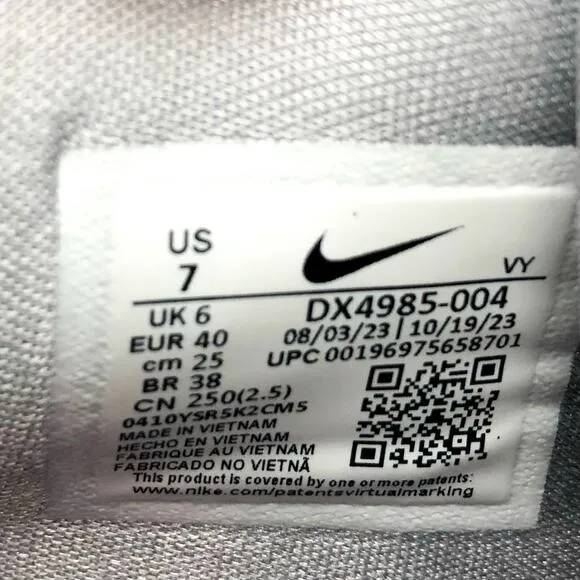 US
7
VY
UK 6
EUR 40
cm 25
BR 38
CN 250(2.5)
DX4985-004
08/03/23 | 10/19/23
UPC 00196975658701
0410YSR5K2CM5
MADE IN VIETNAM
HECHO EN VIETNAM
FABRIQUE AU VIETNAM
FABRICADO NO VIETNÃ
This product is covered by one or more patents:
www.nike.com/patentsvirtualmarking